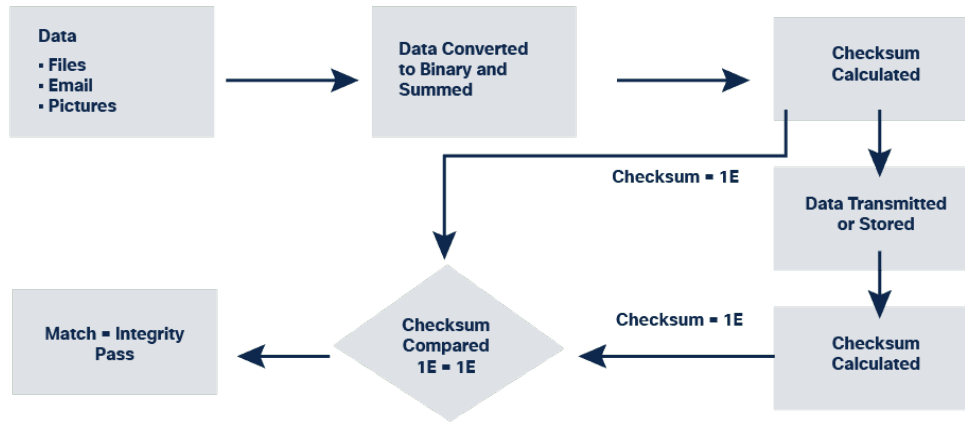 Data
▪ Files
▪ Email
▪ Pictures
Data Converted
to Binary and
Summed
Checksum
Calculated
Checksum = 1E
Data Transmitted
or Stored
Checksum = 1E
Checksum
Calculated
Checksum
Compared
1E = 1E
Match = Integrity
Pass